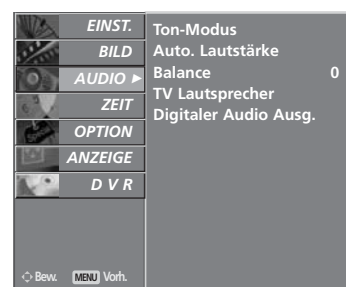 EINST.
BILD
AUDIO ►
ZEIT
OPTION
ANZEIGE
D V R
Bew. MENU Vorh.
Ton-Modus
Auto. Lautstärke
Balance 0
TV Lautsprecher
Digitaler Audio Ausg.